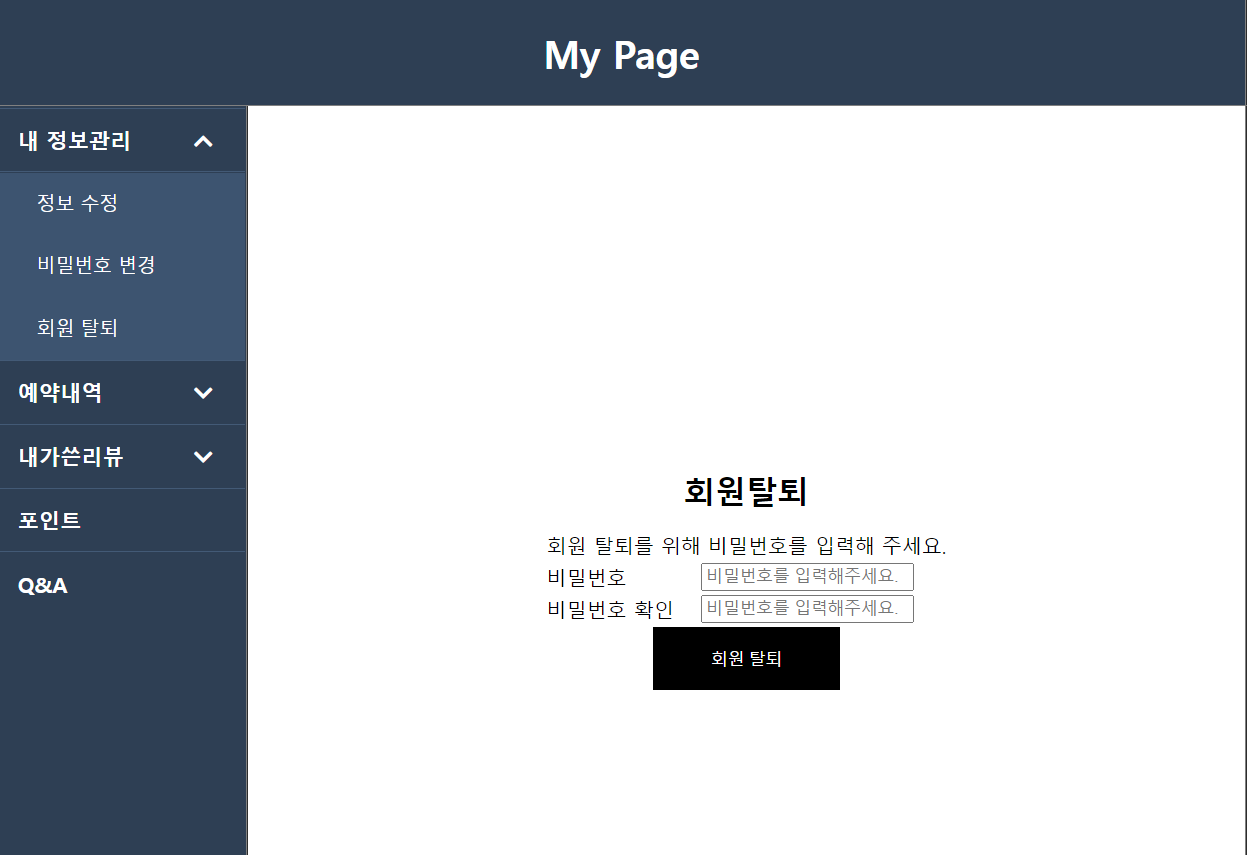 My Page
내 정보관리
정보 수정
비밀번호 변경
회원 탈퇴
예약내역
내가쓴리뷰
포인트
Q&A
회원탈퇴
회원 탈퇴를 위해 비밀번호를 입력해 주세요.
비밀번호 비밀번호를 입력해주세요.
비밀번호 확인 비밀번호를 입력해주세요.
회원 탈퇴